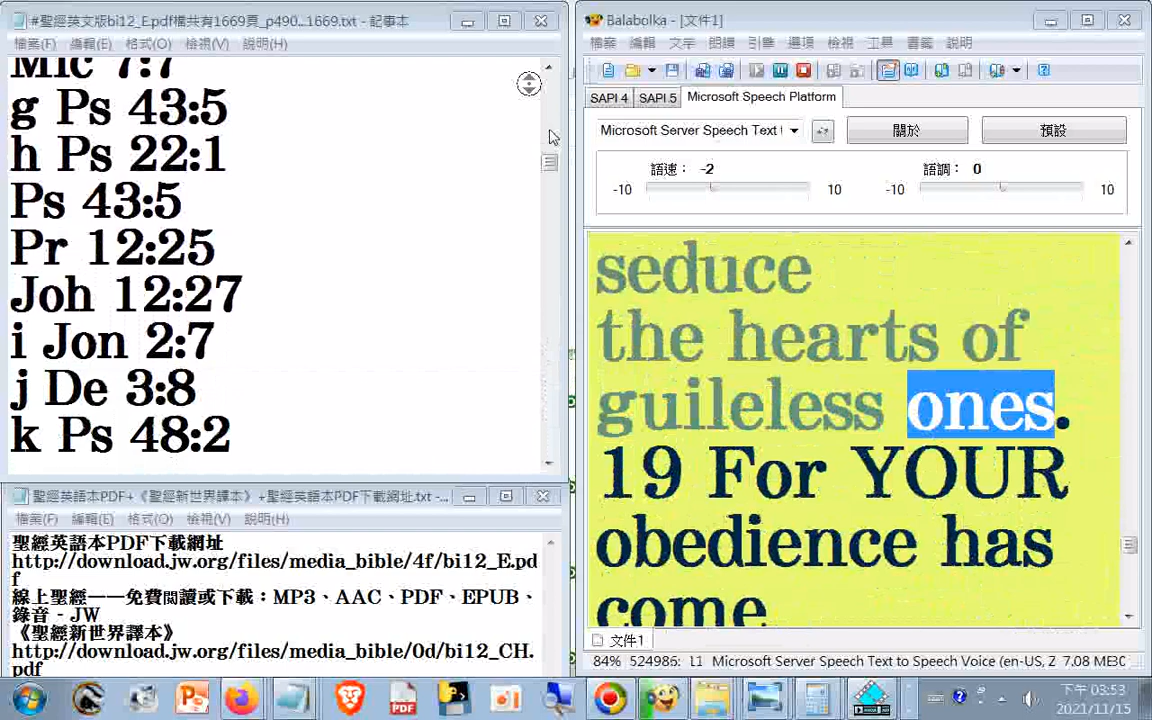 #聖經英文版bi12_E.pdf檔共有1669頁_p490...1669.txt - 記事本
檔案(F) 編輯(E) 格式(O) 檢視(V) 說明(H)
Mic 7:7
g Ps 43:5
h Ps 22:1
Ps 43:5
Pr 12:25
Joh 12:27
i Jon 2:7
j De 3:8
k Ps 48:2
聖經英語本PDF+《聖經新世界譯本》+聖經英語本PDF下載網址.txt -...
檔案(F) 編輯(E) 格式(O) 檢視(V) 說明(H)
聖經英語本PDF下載網址
http://download.jw.org/files/media_bible/4f/bi12_E.pd
f
線上聖經——免費閱讀或下載：MP3、AAC、PDF、EPUB、
錄音 - JW
《聖經新世界譯本》
http://download.jw.org/files/media_bible/0d/bi12_CH.
pdf
Balabolka - [文件1]
檔案 編輯 文字 朗讀 引擎 選項 檢視 工具 書籤 說明
SAPI 4 SAPI 5 Microsoft Speech Platform
Microsoft Server Speech Text 關於 預設
語速： -2 語調： 0
-10 10 -10 10
seduce
the hearts of
guileless ones.
19 For YOUR
obedience has
come
文件1
84% 524986: 11 Microsoft Server Speech Text to Speech Voice (en-US, Z 7.08 МЕ
下午 03:53
2021/11/15